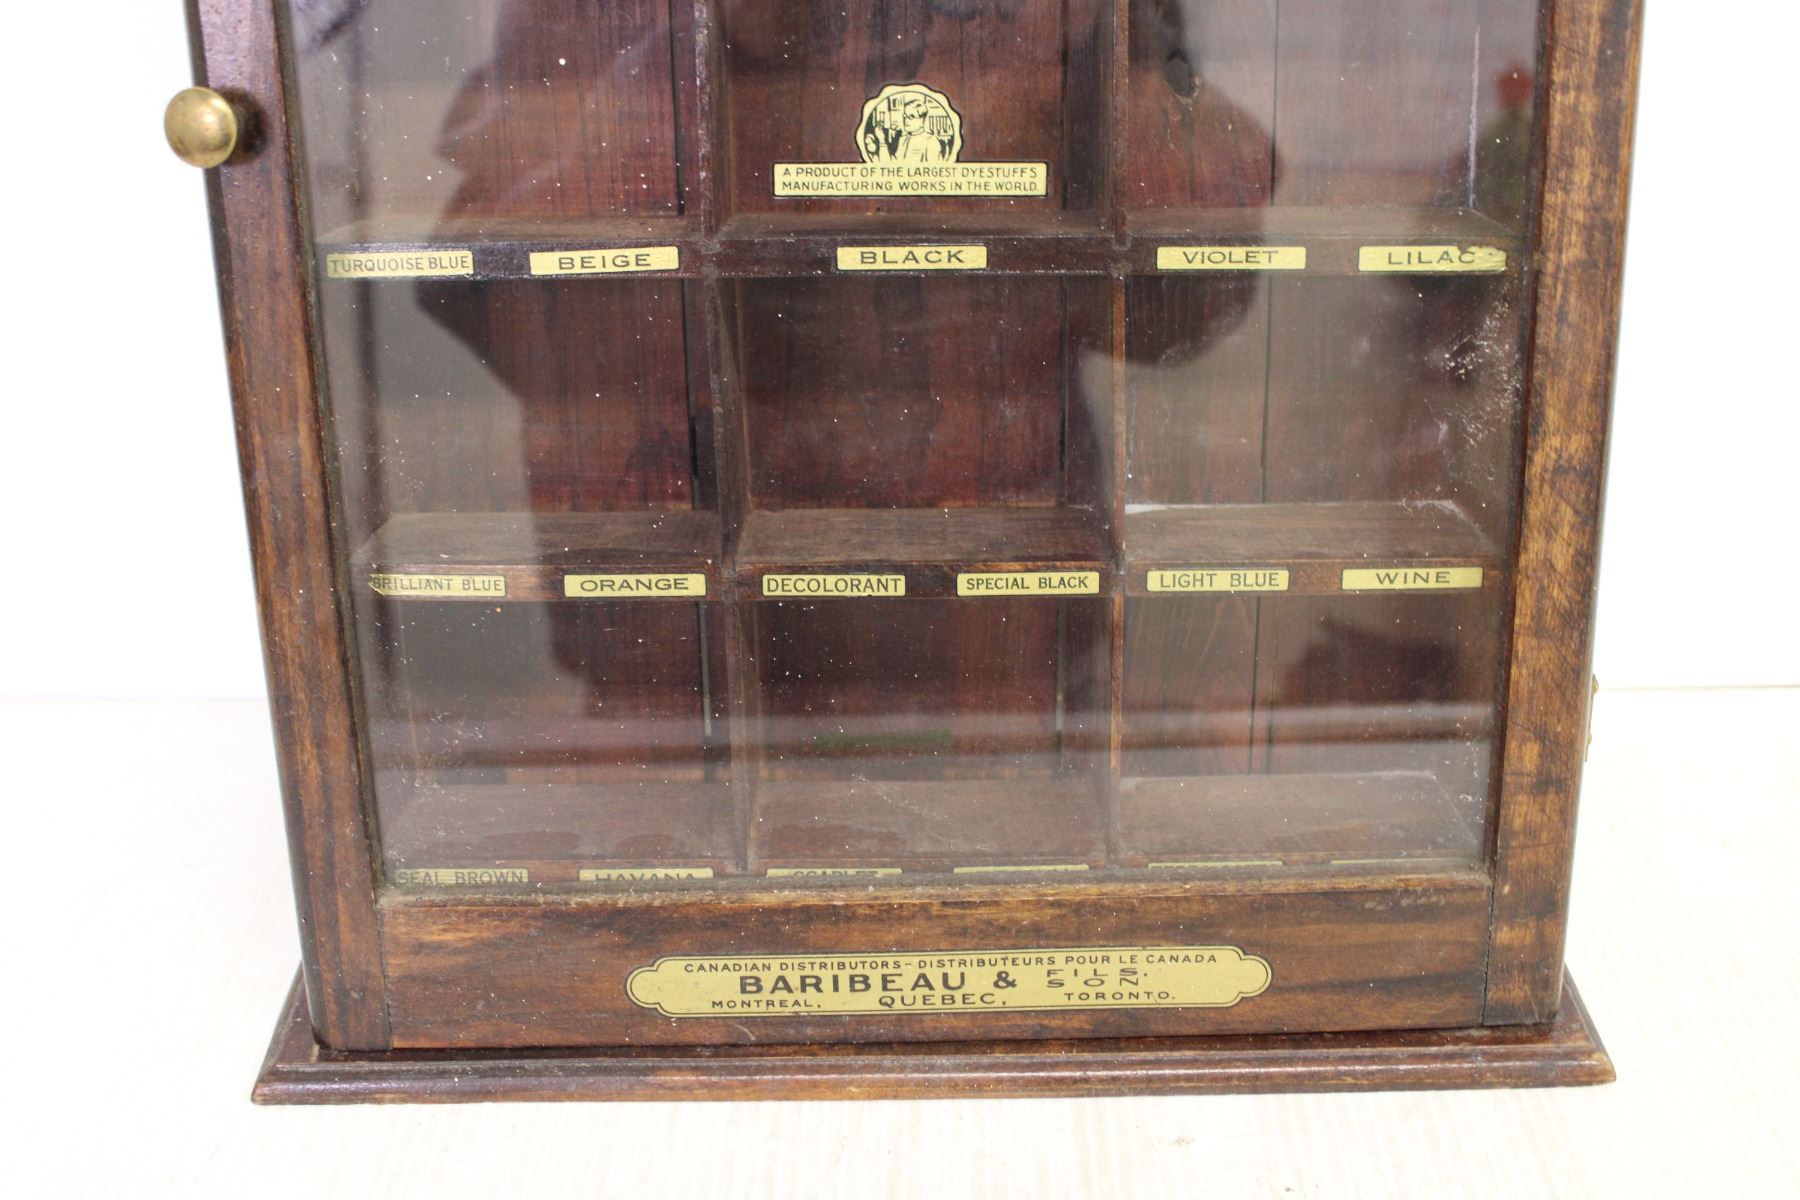 A PRODUCT OF THE LARGEST DYESTUFFS
MANUFACTURING WORKS IN THE WORLD.
TURQUOISE BLUE
BEIGE
BLACK
VIOLET
LILAC
BRILLIANT BLUE
ORANGE
DECOLORANT
SPECIAL BLACK
LIGHT BLUE
WINE
SEAL BROWN
HAVANA
SCARLET
CANADIAN DISTRIBUTORS - DISTRIBUTEURS POUR LE CANADA
BARIBEAU & FILS.
SON
MONTREAL, QUEBEC, TORONTO.